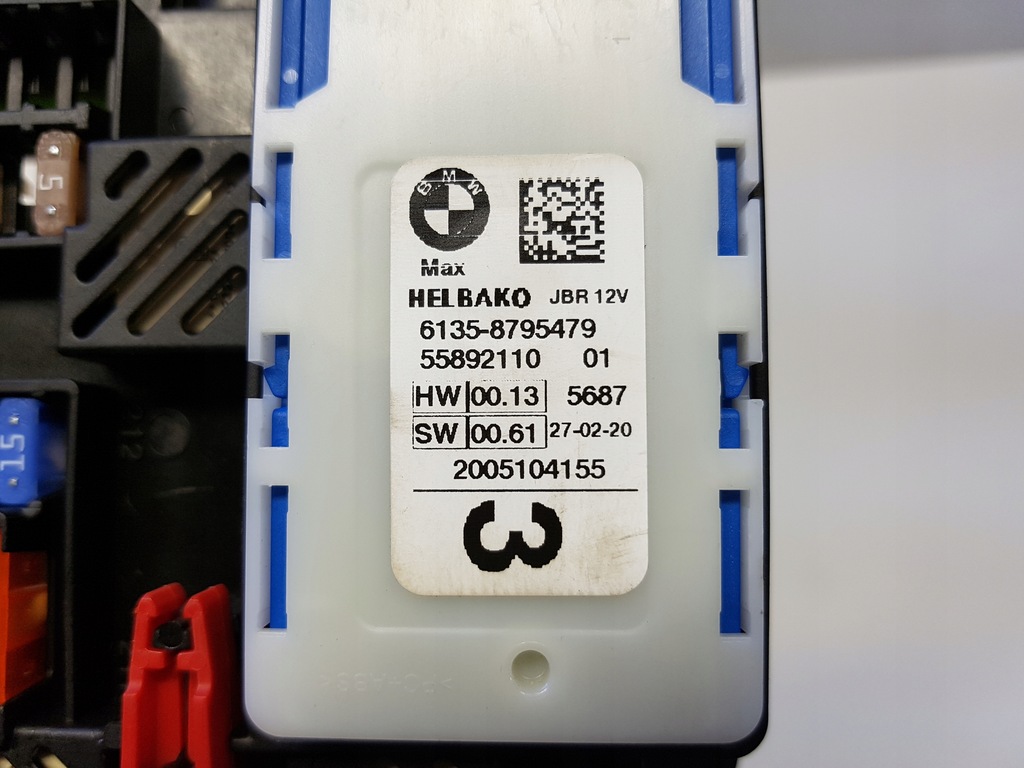 BMW
Max
HELBAKO JBR 12V
6135-8795479
55892110 01
HW 00.13 5687
SW 00.61 27-02-20
2005104155
3
5
15